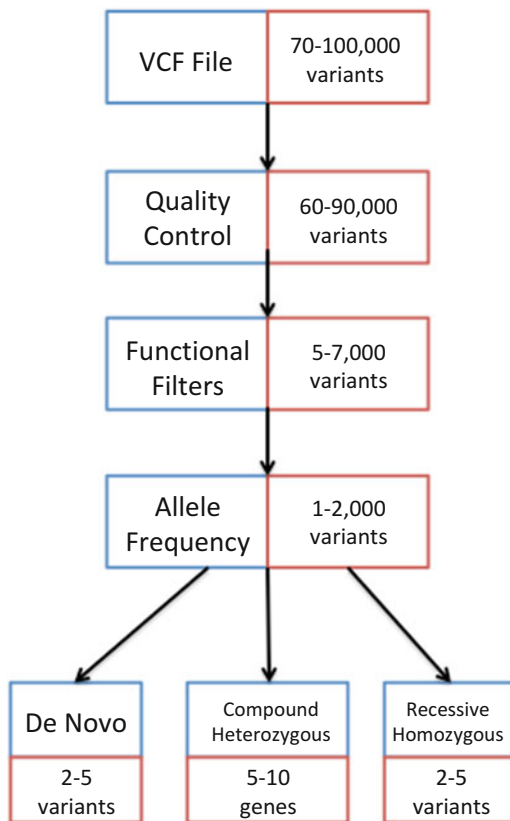 VCF File
70-100,000
variants
Quality
Control
60-90,000
variants
Functional
Filters
5-7,000
variants
Allele
Frequency
1-2,000
variants
De Novo
2-5
variants
Compound
Heterozygous
5-10
genes
Recessive
Homozygous
2-5
variants